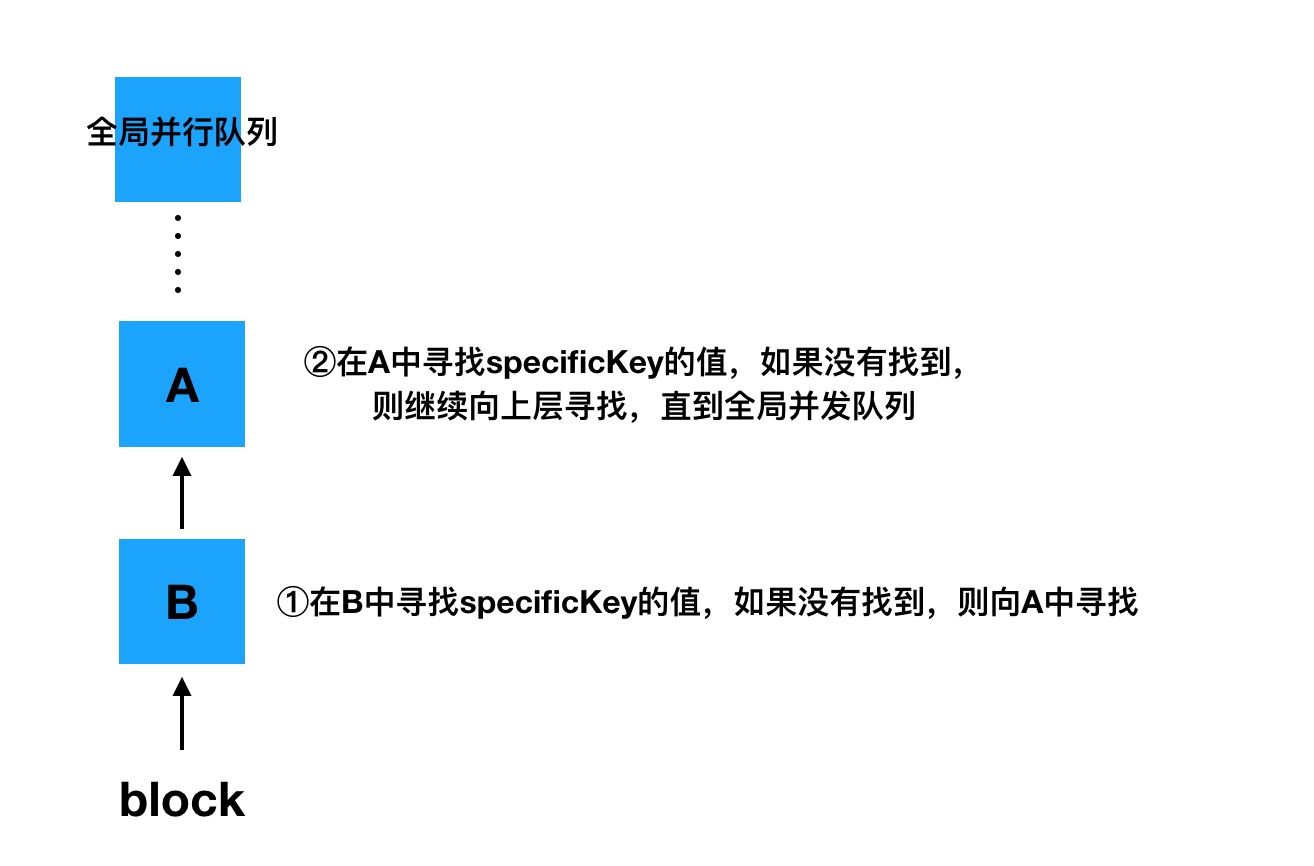 全局并行队列
A
②在A中寻找specificKey的值，如果没有找到，
则继续向上层寻找，直到全局并发队列
B
①在B中寻找specificKey的值，如果没有找到，则向A中寻找
block